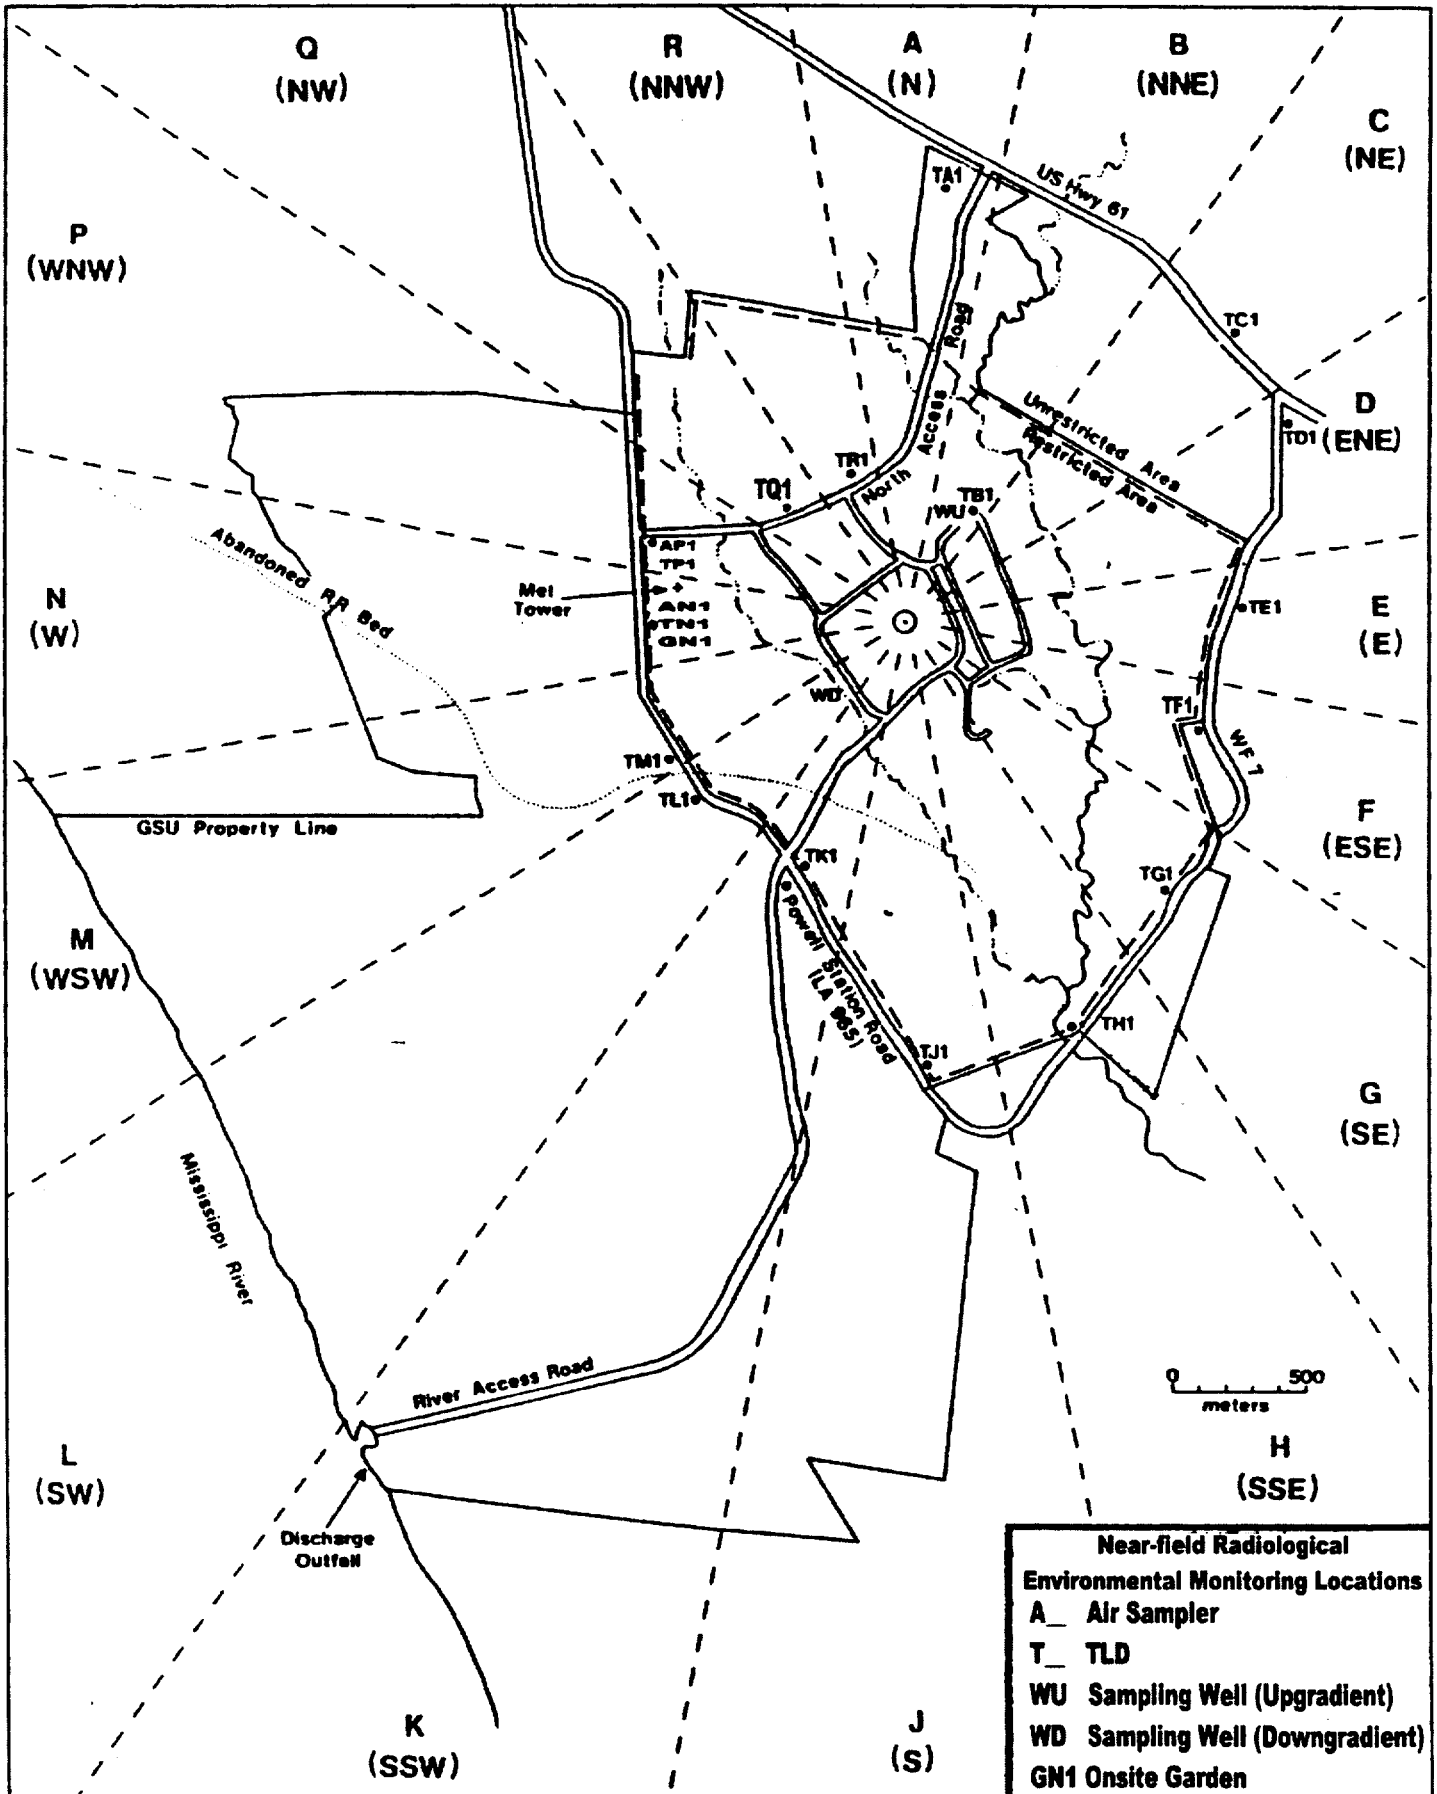 Q
(NW)
R
(NNW)
A
(N)
B
(NNE)
C
(NE)
TA1
US Hwy 61
P
(WNW)
TC1
North Access Road
D
(ENE)
TD1
Unrestricted Area
Restricted Area
TR1
TQ1
TB1
WU
Abandoned RR Bed
AP1
TP1
Met
Tower
AN1
TN1
GN1
N
(W)
TE1
E
(E)
WD
TF1
WF 7
TM1
TL1
GSU Property Line
F
(ESE)
TK1
TG1
M
(WSW)
Powell Station Road
(LA 965)
TH1
TJ1
G
(SE)
Mississippi River
River Access Road
0 500
meters
L
(SW)
H
(SSE)
Discharge
Outfall
K
(SSW)
J
(S)
Near-field Radiological
Environmental Monitoring Locations
A_ Air Sampler
T_ TLD
WU Sampling Well (Upgradient)
WD Sampling Well (Downgradient)
GN1 Onsite Garden